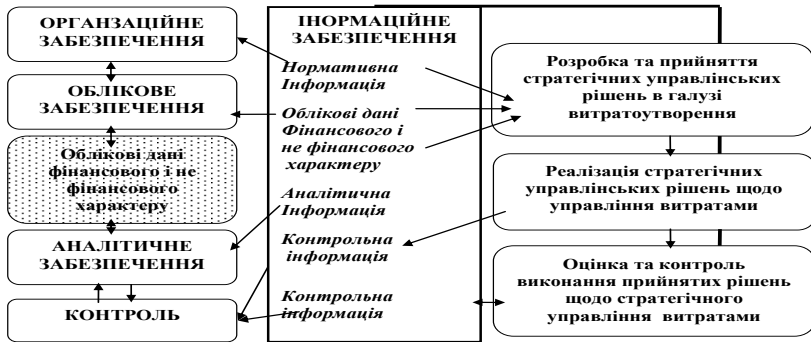 ОРГАНЗАЦІЙНЕ
ЗАБЕЗПЕЧЕННЯ
ОБЛІКОВЕ
ЗАБЕЗПЕЧЕННЯ
Облікові дані
фінансового і не
фінансового
характеру
АНАЛІТИЧНЕ
ЗАБЕЗПЕЧЕННЯ
КОНТРОЛЬ
ІНОРМАЦІЙНЕ
ЗАБЕЗПЕЧЕННЯ
Нормативна
Інформація
Облікові дані
Фінансового і
не фінансового
характеру
Аналітична
Інформація
Контрольна
інформація
Контрольна
інформація
Розробка та прийняття
стратегічних управлінських
рішень в галузі
витратоутворення
Реалізація стратегічних
управлінських рішень щодо
управління витратами
Оцінка та контроль
виконання прийнятих рішень
щодо стратегічного
управління витратами